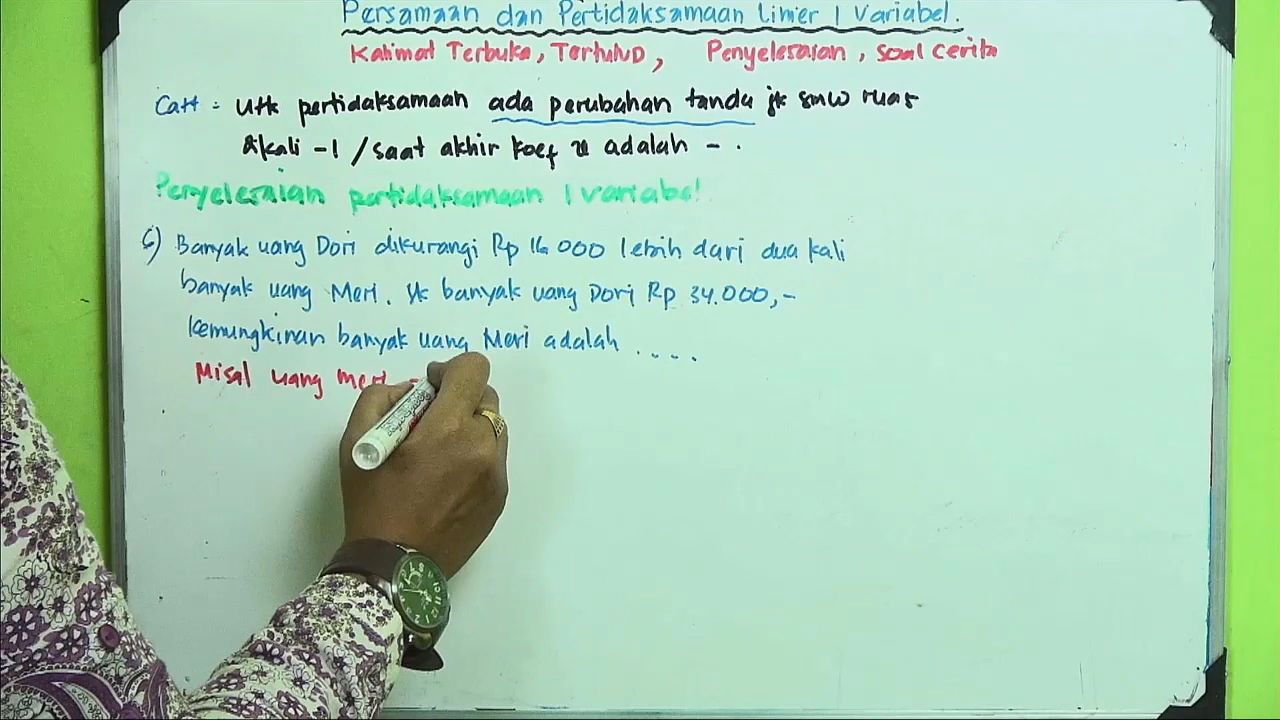 Persamaan dan Pertidaksamaan Linier 1 Variabel.
Kalimat Terbuka, Tertutup, Penyelesaian, soal cerita
Catt : Utk pertidaksamaan ada perubahan tanda jk smw ruas
dikali -1 / saat akhir koef x adalah - .
Penyelesaian pertidaksamaan 1 variabel
6) Banyak uang Dori dikurangi Rp 16.000 lebih dari dua kali
banyak uang Meri. Jk banyak uang Dori Rp 34.000,-
Kemungkinan banyak uang Meri adalah ....
Misal uang meri =